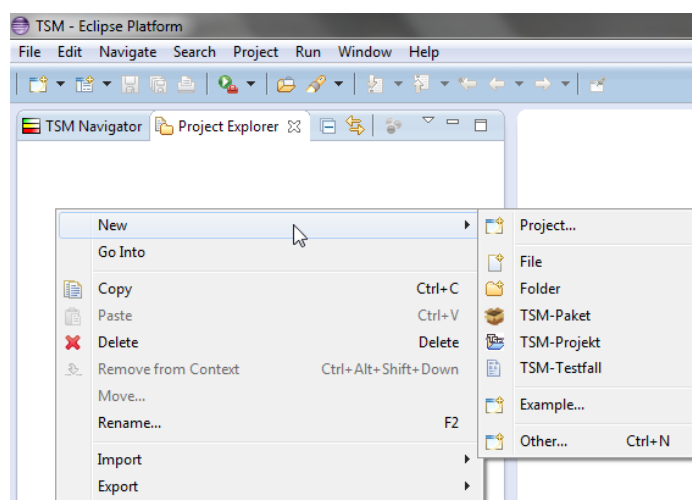 TSM - Eclipse Platform
File Edit Navigate Search Project Run Window Help
TSM Navigator Project Explorer
New
Go Into
Copy Ctrl+C
Paste Ctrl+V
Delete Delete
Remove from Context Ctrl+Alt+Shift+Down
Move...
Rename... F2
Import
Export
Project...
File
Folder
TSM-Paket
TSM-Projekt
TSM-Testfall
Example...
Other... Ctrl+N